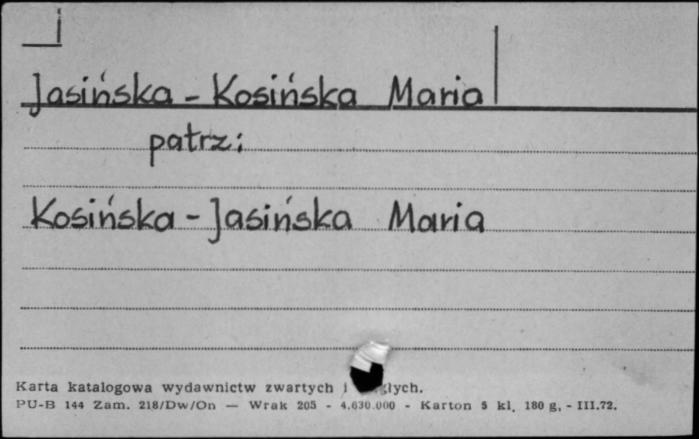 Jasińska - Kosińska Maria
patrz:
Kosińska - Jasińska Maria
Karta katalogowa wydawnictw zwartych i
PU-B 144 Zam. 218/Dw/On — Wrak 205 - 4.630.000 - Karton 5 kl. 180 g. - III.72.